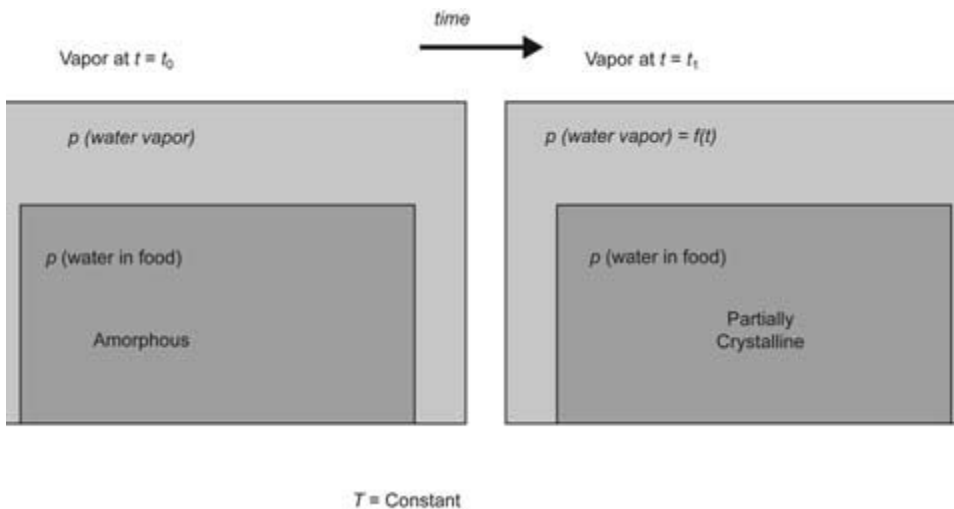 time
Vapor at t = t₀
Vapor at t = t₁
p (water vapor)
p (water vapor) = f(t)
p (water in food)
p (water in food)
Amorphous
Partially
Crystalline
T = Constant